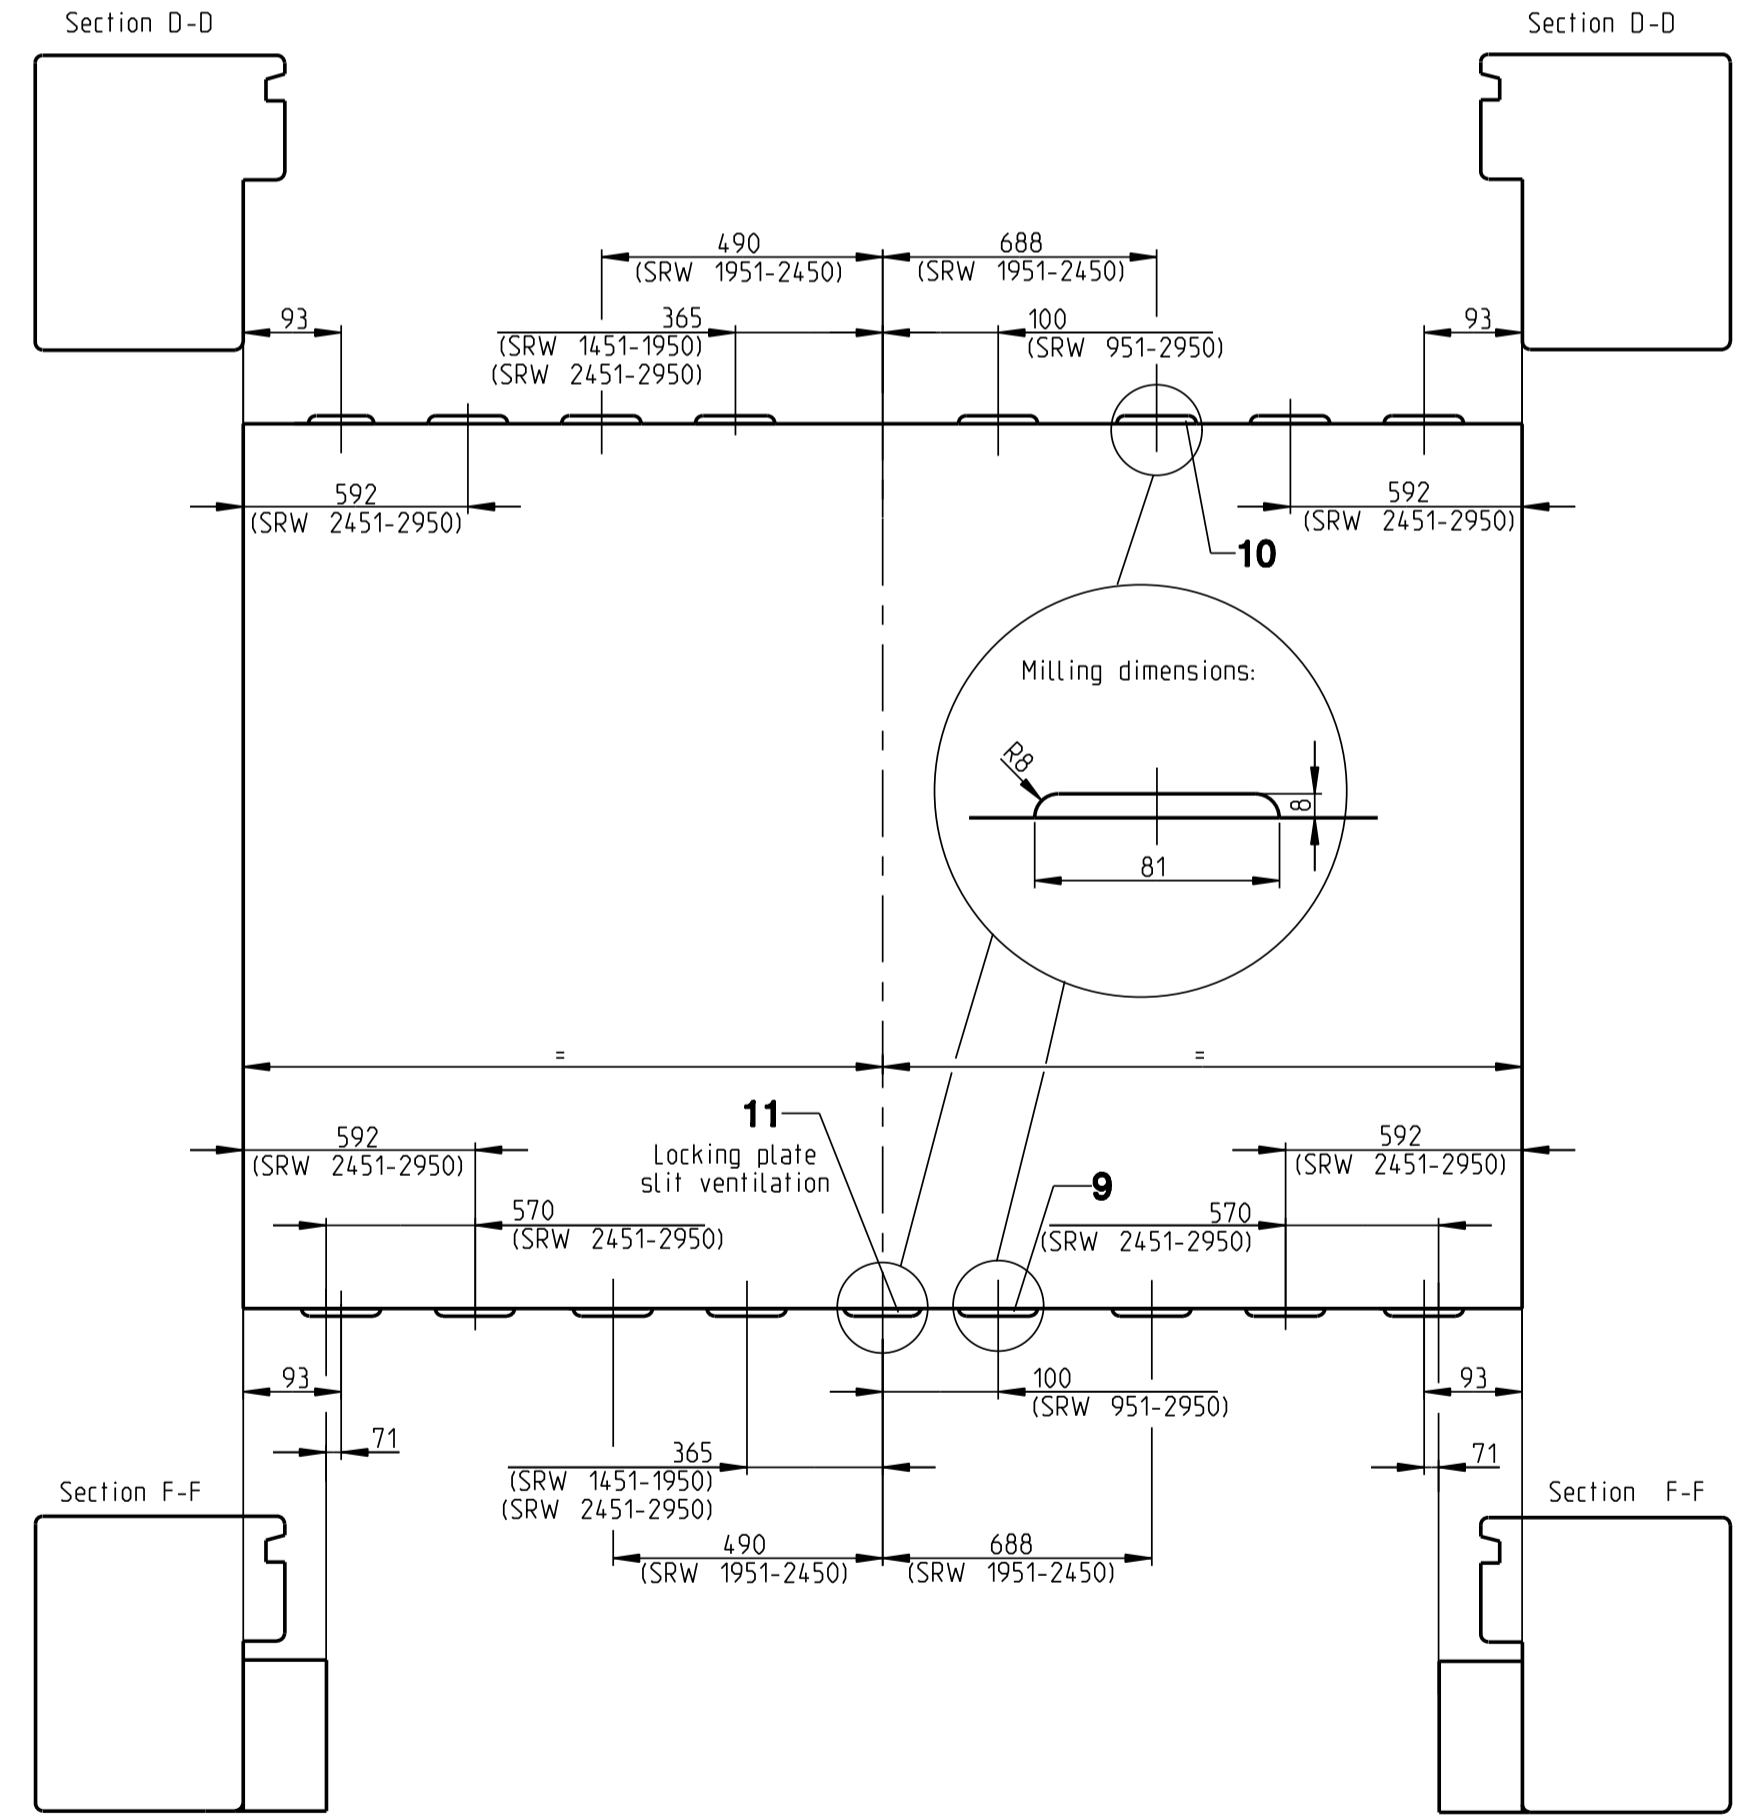 Section D-D
Section D-D
490
(SRW 1951-2450)
688
(SRW 1951-2450)
93
365
(SRW 1451-1950)
(SRW 2451-2950)
100
(SRW 951-2950)
93
592
(SRW 2451-2950)
592
(SRW 2451-2950)
10
Milling dimensions:
R8
8
81
=
=
11
Locking plate
slit ventilation
592
(SRW 2451-2950)
592
(SRW 2451-2950)
9
570
(SRW 2451-2950)
570
(SRW 2451-2950)
93
100
(SRW 951-2950)
93
71
365
(SRW 1451-1950)
(SRW 2451-2950)
71
Section F-F
Section F-F
490
(SRW 1951-2450)
688
(SRW 1951-2450)